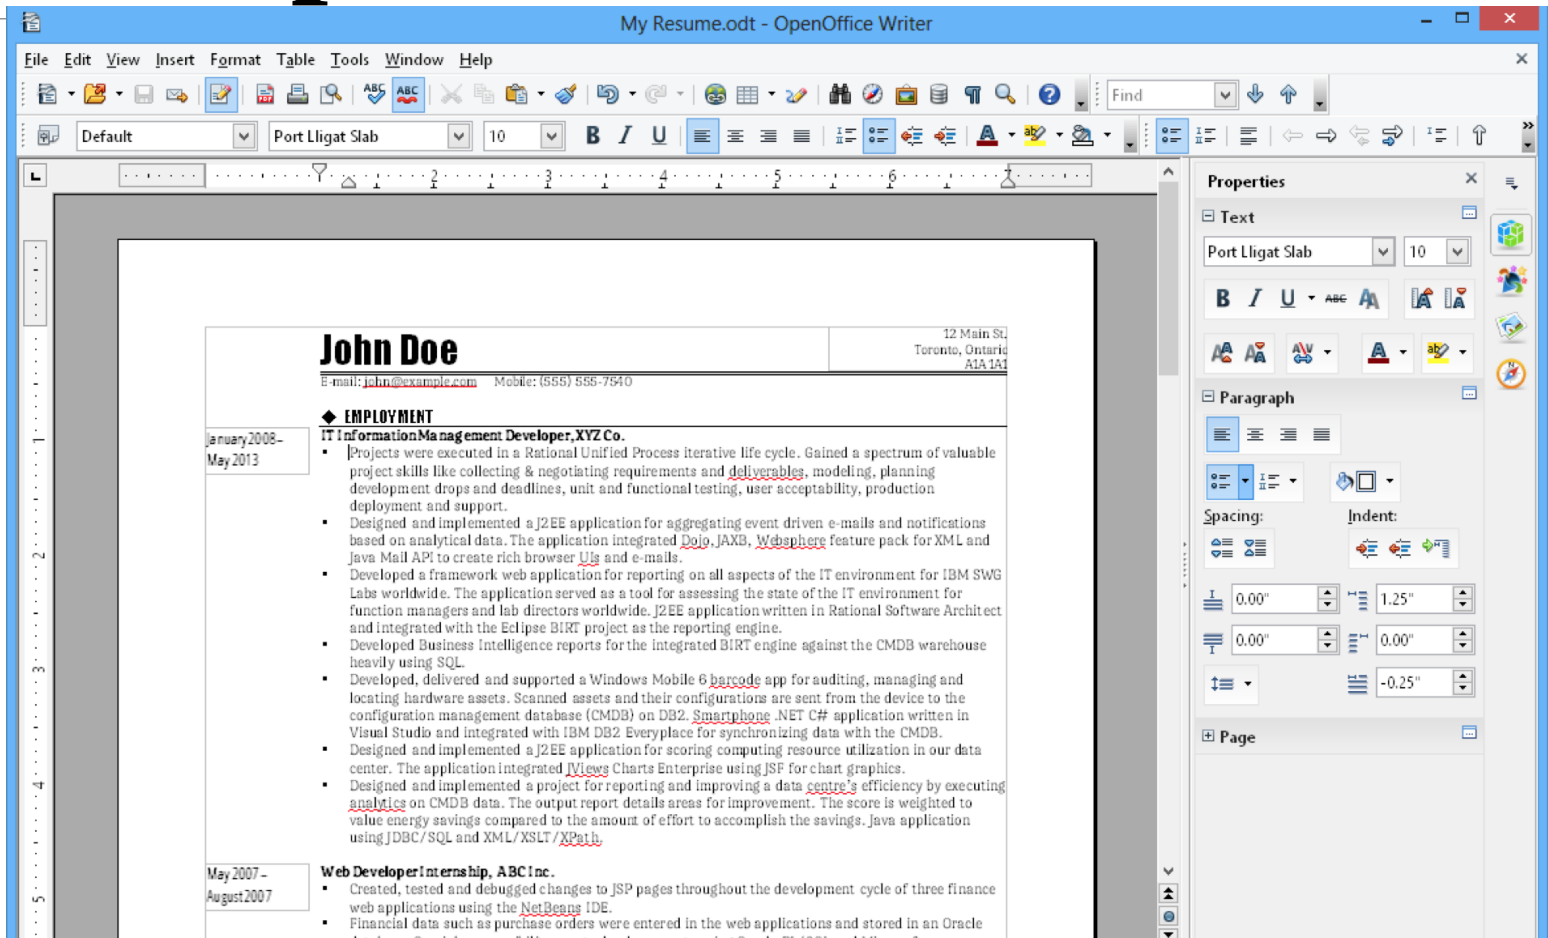 My Resume.odt - OpenOffice Writer
File Edit View Insert Format Table Tools Window Help
Find
Default Port Lligat Slab 10
1 2 3 4 5 6 7
Properties
Text
Port Lligat Slab 10
Paragraph
Spacing: Indent:
0.00" 1.25"
0.00" 0.00"
-0.25"
Page
John Doe
12 Main St.
Toronto, Ontario
A1A 1A1
E-mail: john@example.com Mobile: (555) 555-7540
EMPLOYMENT
January 2008–
May 2013
IT Information Management Developer, XYZ Co.
Projects were executed in a Rational Unified Process iterative life cycle. Gained a spectrum of valuable
project skills like collecting & negotiating requirements and deliverables, modeling, planning
development drops and deadlines, unit and functional testing, user acceptability, production
deployment and support.
Designed and implemented a J2EE application for aggregating event driven e-mails and notifications
based on analytical data. The application integrated Dojo, JAXB, Websphere feature pack for XML and
Java Mail API to create rich browser UIs and e-mails.
Developed a framework web application for reporting on all aspects of the IT environment for IBM SWG
Labs worldwide. The application served as a tool for assessing the state of the IT environment for
function managers and lab directors worldwide. J2EE application written in Rational Software Architect
and integrated with the Eclipse BIRT project as the reporting engine.
Developed Business Intelligence reports for the integrated BIRT engine against the CMDB warehouse
heavily using SQL.
Developed, delivered and supported a Windows Mobile 6 barcode app for auditing, managing and
locating hardware assets. Scanned assets and their configurations are sent from the device to the
configuration management database (CMDB) on DB2. Smartphone .NET C# application written in
Visual Studio and integrated with IBM DB2 Everyplace for synchronizing data with the CMDB.
Designed and implemented a J2EE application for scoring computing resource utilization in our data
center. The application integrated JViews Charts Enterprise using JSF for chart graphics.
Designed and implemented a project for reporting and improving a data centre's efficiency by executing
analytics on CMDB data. The output report details areas for improvement. The score is weighted to
value energy savings compared to the amount of effort to accomplish the savings. Java application
using JDBC/SQL and XML/XSLT/XPath.
May 2007 –
August 2007
Web Developer Internship, ABC Inc.
Created, tested and debugged changes to JSP pages throughout the development cycle of three finance
web applications using the NetBeans IDE.
Financial data such as purchase orders were entered in the web applications and stored in an Oracle